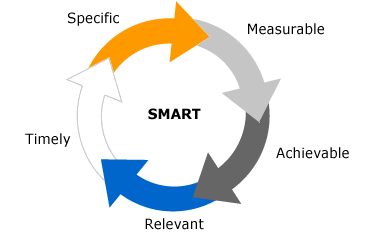 Specific
Measurable
SMART
Achievable
Timely
Relevant